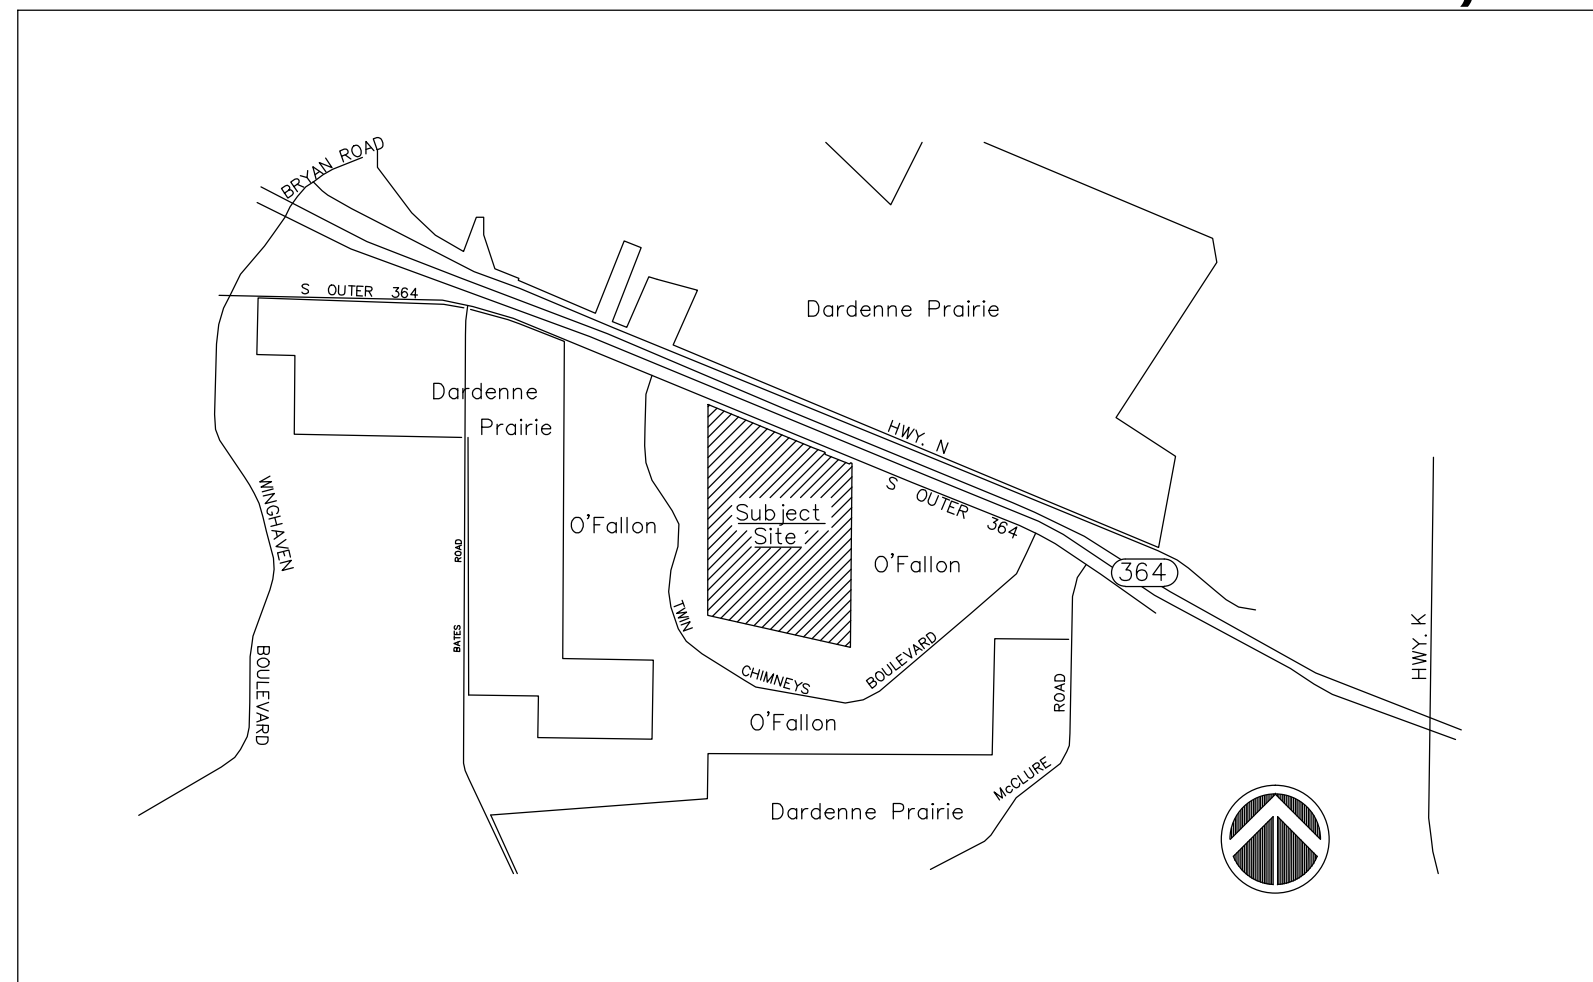 BRYAN ROAD
S OUTER 364
Dardenne Prairie
Dardenne
Prairie
HWY. N
S OUTER 364
WINGHAVEN
BOULEVARD
BATES ROAD
O'Fallon
Subject
Site
O'Fallon
364
TWIN
CHIMNEYS
BOULEVARD
O'Fallon
ROAD
McCLURE
HWY. K
Dardenne Prairie